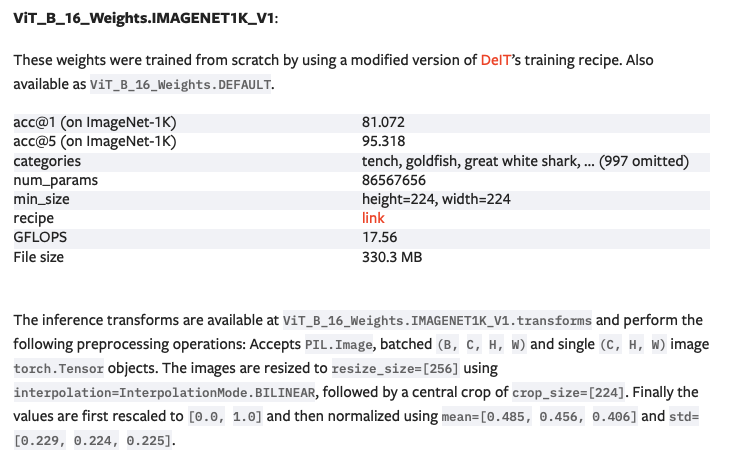 ViT_B_16_Weights.IMAGENET1K_V1:
These weights were trained from scratch by using a modified version of DeIT's training recipe. Also
available as ViT_B_16_Weights.DEFAULT.
acc@1 (on ImageNet-1K) 81.072
acc@5 (on ImageNet-1K) 95.318
categories tench, goldfish, great white shark, ... (997 omitted)
num_params 86567656
min_size height=224, width=224
recipe link
GFLOPS 17.56
File size 330.3 MB
The inference transforms are available at ViT_B_16_Weights.IMAGENET1K_V1.transforms and perform the
following preprocessing operations: Accepts PIL.Image, batched (B, C, H, W) and single (C, H, W) image
torch.Tensor objects. The images are resized to resize_size=[256] using
interpolation=InterpolationMode.BILINEAR, followed by a central crop of crop_size=[224]. Finally the
values are first rescaled to [0.0, 1.0] and then normalized using mean=[0.485, 0.456, 0.406] and std=
[0.229, 0.224, 0.225].